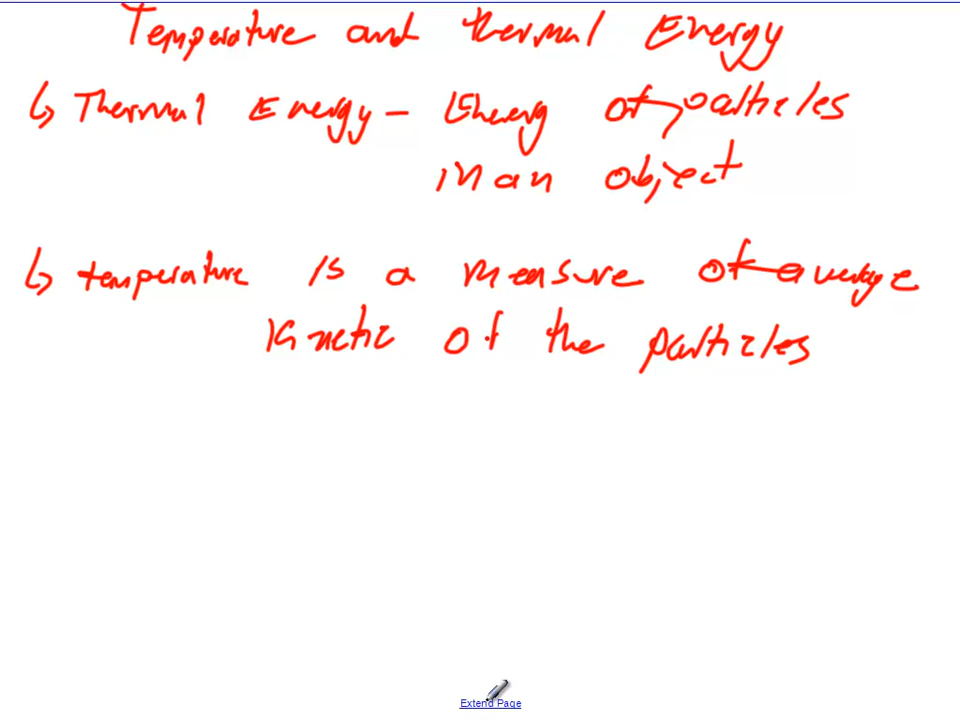 Temperature and thermal Energy
↳ Thermal Energy - Energy of particles
in an object
↳ temperature is a measure of average
kinetic of the particles
Extend Page